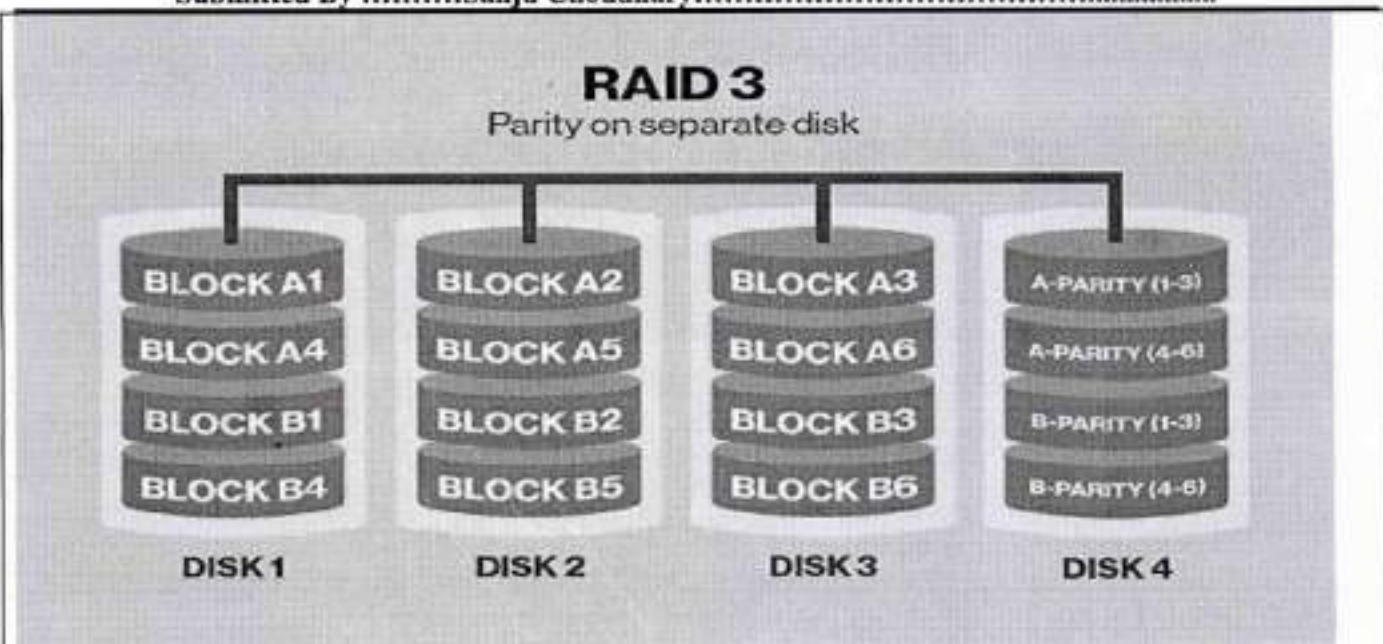 RAID 3
Parity on separate disk
BLOCK A1 BLOCK A2 BLOCK A3 A-PARITY (1-3)
BLOCK A4 BLOCK A5 BLOCK A6 A-PARITY (4-6)
BLOCK B1 BLOCK B2 BLOCK B3 B-PARITY (1-3)
BLOCK B4 BLOCK B5 BLOCK B6 B-PARITY (4-6)
DISK 1 DISK 2 DISK 3 DISK 4